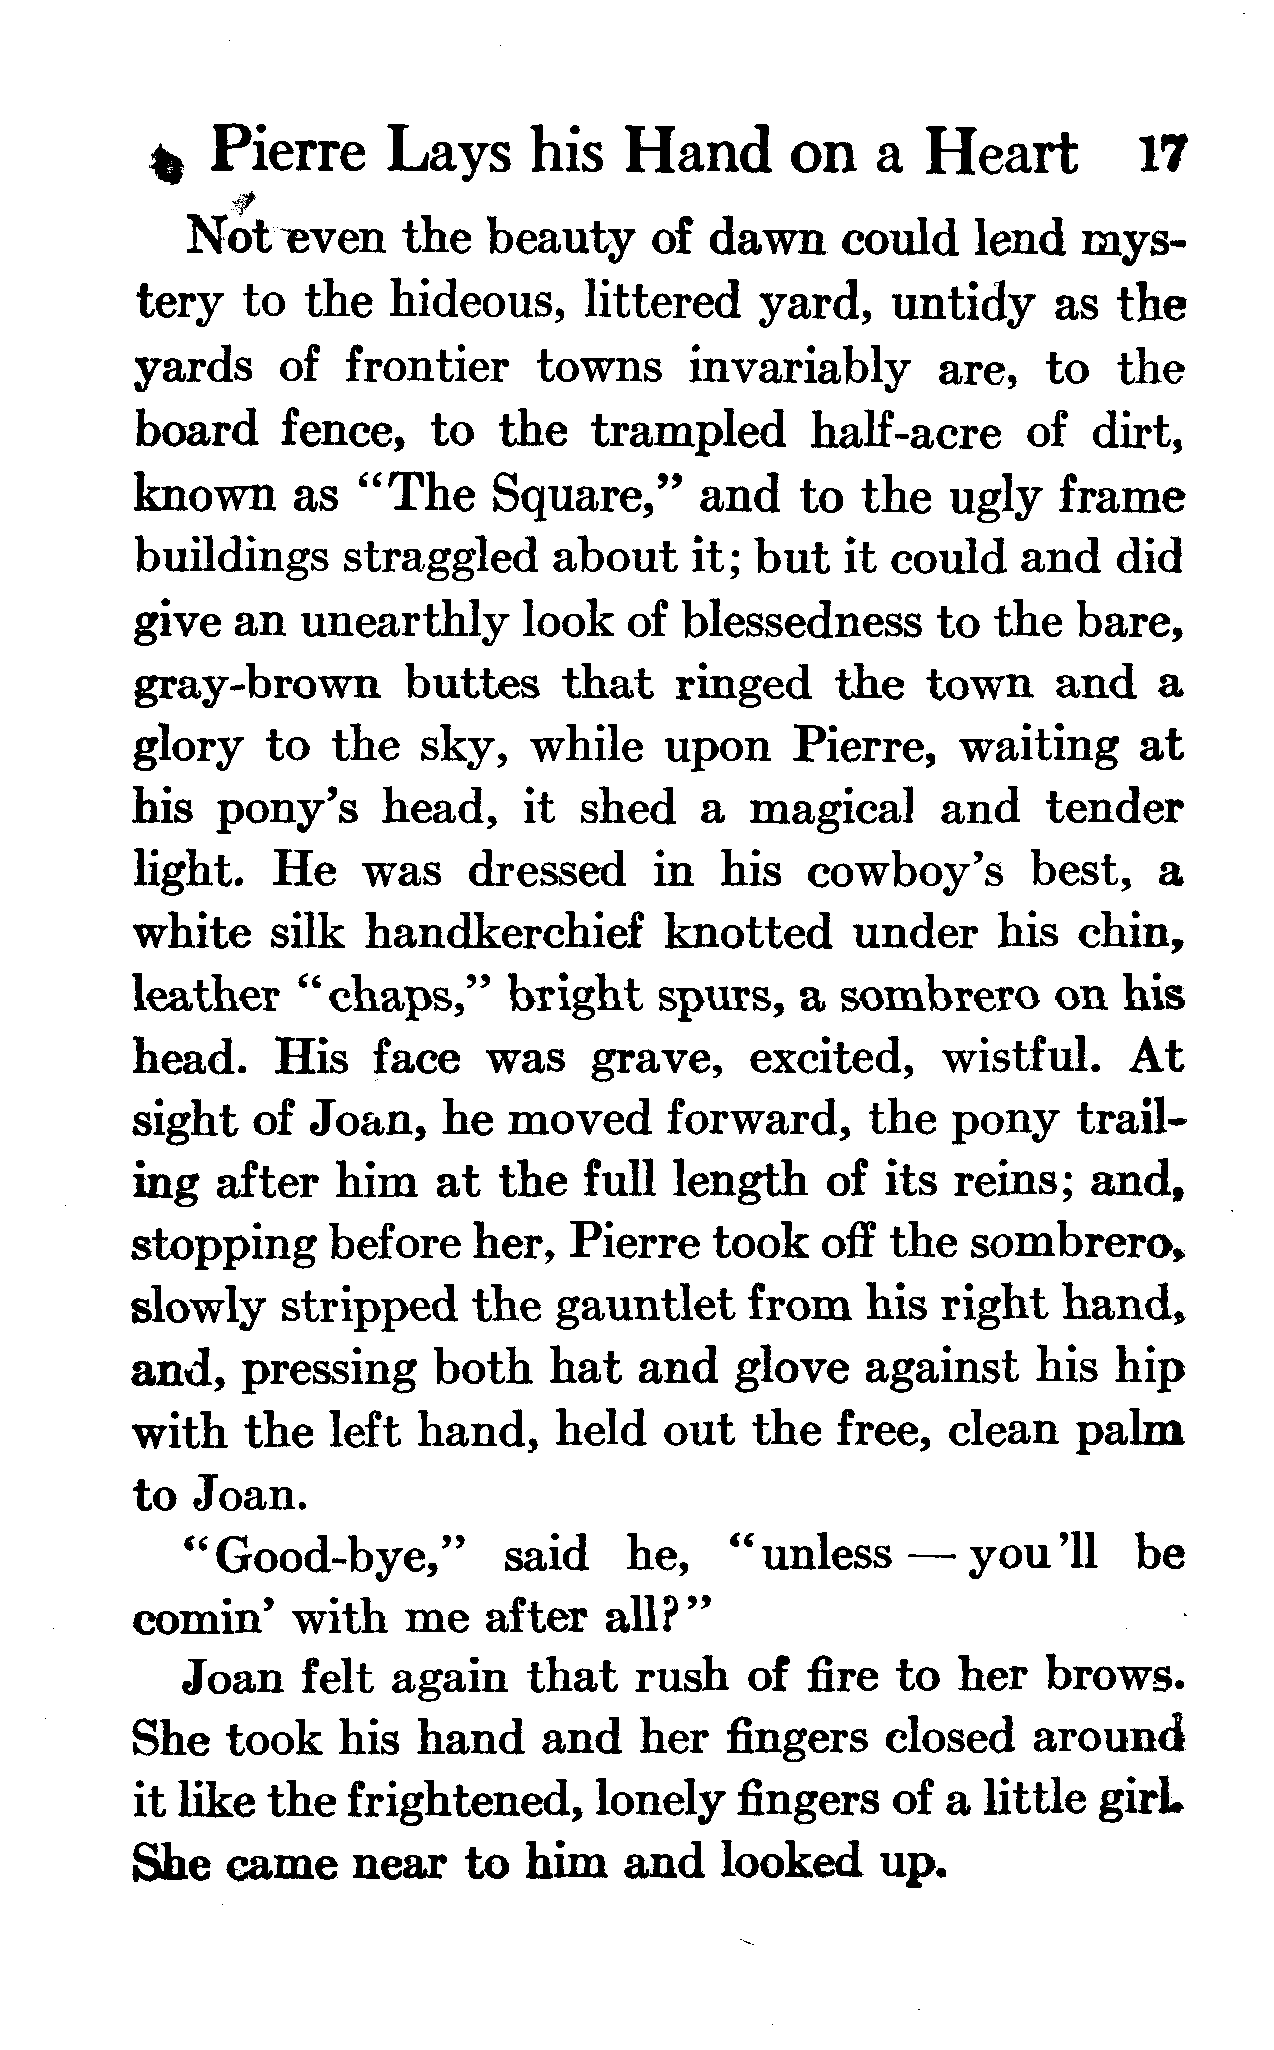 Pierre Lays his Hand on a Heart 17
Not even the beauty of dawn could lend mys-
tery to the hideous, littered yard, untidy as the
yards of frontier towns invariably are, to the
board fence, to the trampled half-acre of dirt,
known as “The Square,” and to the ugly frame
buildings straggled about it; but it could and did
give an unearthly look of blessedness to the bare,
gray-brown buttes that ringed the town and a
glory to the sky, while upon Pierre, waiting at
his pony’s head, it shed a magical and tender
light. He was dressed in his cowboy’s best, a
white silk handkerchief knotted under his chin,
leather “chaps,” bright spurs, a sombrero on his
head. His face was grave, excited, wistful. At
sight of Joan, he moved forward, the pony trail-
ing after him at the full length of its reins; and,
stopping before her, Pierre took off the sombrero,
slowly stripped the gauntlet from his right hand,
and, pressing both hat and glove against his hip
with the left hand, held out the free, clean palm
to Joan.
“Good-bye,” said he, “unless — you’ll be
comin’ with me after all?”
Joan felt again that rush of fire to her brows.
She took his hand and her fingers closed around
it like the frightened, lonely fingers of a little girl.
She came near to him and looked up.